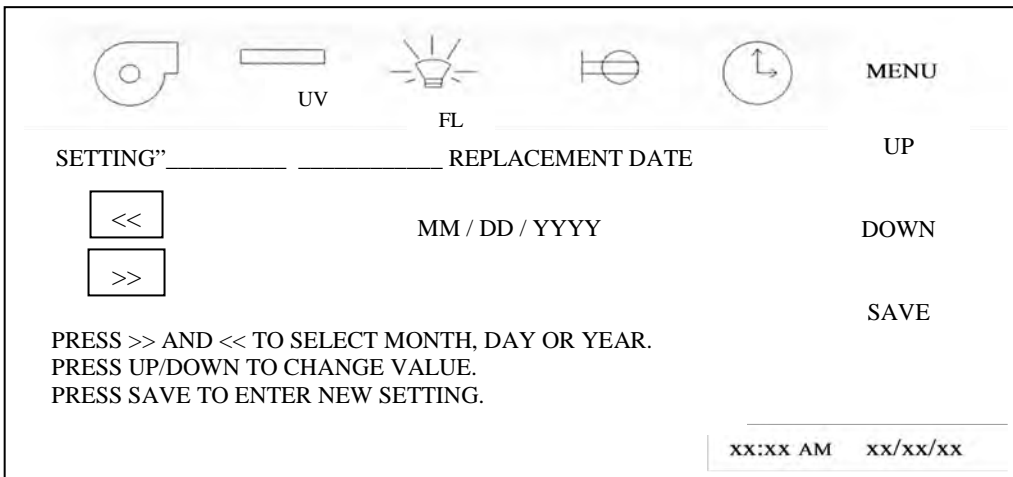 MENU
UV
FL
UP
SETTING”__________ ____________ REPLACEMENT DATE
<<
MM / DD / YYYY
DOWN
>>
SAVE
PRESS >> AND << TO SELECT MONTH, DAY OR YEAR.
PRESS UP/DOWN TO CHANGE VALUE.
PRESS SAVE TO ENTER NEW SETTING.
xx:xx AM xx/xx/xx